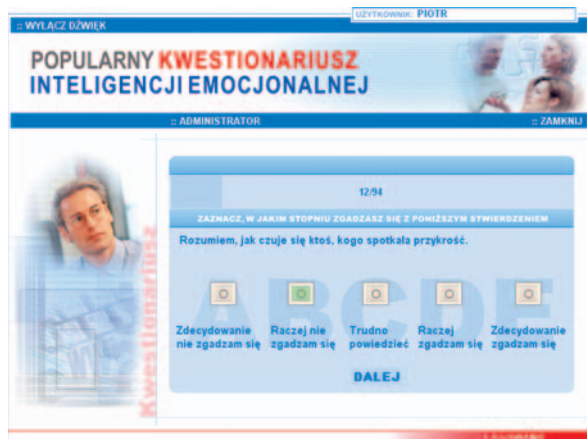 UŻYTKOWNIK: PIOTR
:: WYŁĄCZ DŹWIĘK
POPULARNY KWESTIONARIUSZ
INTELIGENCJI EMOCJONALNEJ
:: ADMINISTRATOR
:: ZAMKNIJ
12/94
ZAZNACZ, W JAKIM STOPNIU ZGADZASZ SIĘ Z PONIŻSZYM STWIERDZENIEM
Rozumiem, jak czuje się ktoś, kogo spotkała przykrość.
ABCDE
Zdecydowanie
nie zgadzam się
Raczej nie
zgadzam się
Trudno
powiedzieć
Raczej
zgadzam się
Zdecydowanie
zgadzam się
DALEJ
Kwestionariusz